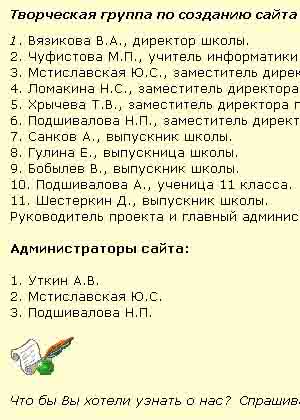 Творческая группа по созданию сайта
1. Вязикова В.А., директор школы.
2. Чуфистова М.П., учитель информатики
3. Мстиславская Ю.С., заместитель дирек
4. Ломакина Н.С., заместитель директора
5. Хрычева Т.В., заместитель директора п
6. Подшивалова Н.П., заместитель директ
7. Санков А., выпускник школы.
8. Гулина Е., выпускница школы.
9. Бобылев В., выпускник школы.
10. Подшивалова А., ученица 11 класса.
11. Шестеркин Д., выпускник школы.
Руководитель проекта и главный админис
Администраторы сайта:
1. Уткин А.В.
2. Мстиславская Ю.С.
3. Подшивалова Н.П.
Что бы Вы хотели узнать о нас? Спрашива